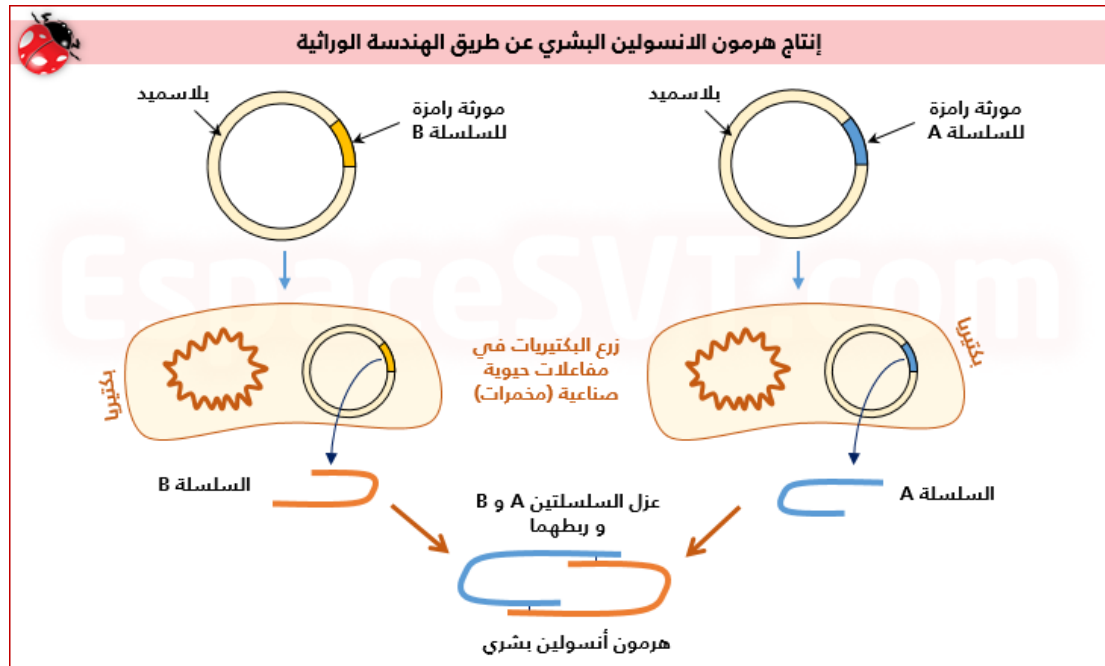 إنتاج هرمون الانسولين البشري عن طريق الهندسة الوراثية
مورثة رامزة
للسلسلة A
بلاسميد
مورثة رامزة
للسلسلة B
بلاسميد
EspaceSVT.com
بكتيريا
زرع البكتيريات في
مفاعلات حيوية
صناعية (مخمرات)
بكتيريا
السلسلة A
السلسلة B
عزل السلسلتين A و B
و ربطهما
هرمون أنسولين بشري